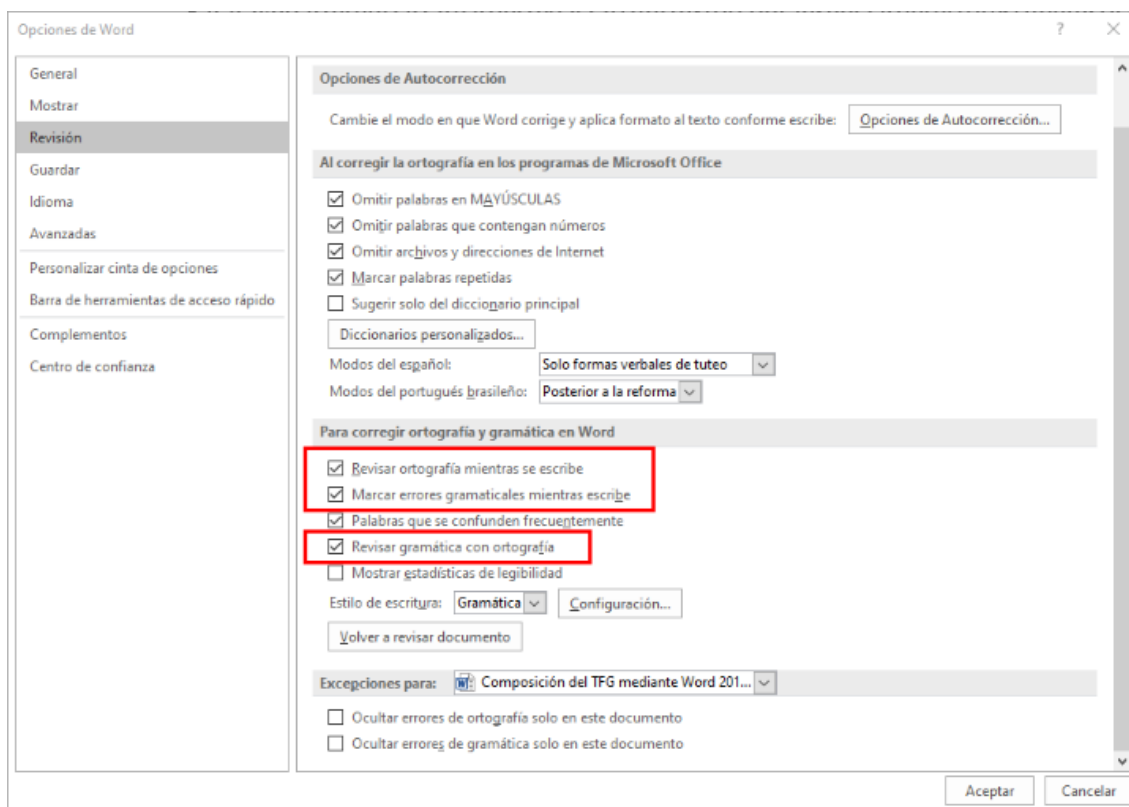 Opciones de Word
General
Mostrar
Revisión
Guardar
Idioma
Avanzadas
Personalizar cinta de opciones
Barra de herramientas de acceso rápido
Complementos
Centro de confianza
Opciones de Autocorrección
Cambie el modo en que Word corrige y aplica formato al texto conforme escribe: Opciones de Autocorrección...
Al corregir la ortografía en los programas de Microsoft Office
Omitir palabras en MAYÚSCULAS
Omitir palabras que contengan números
Omitir archivos y direcciones de Internet
Marcar palabras repetidas
Sugerir solo del diccionario principal
Diccionarios personalizados...
Modos del español: Solo formas verbales de tuteo
Modos del portugués brasileño: Posterior a la reforma
Para corregir ortografía y gramática en Word
Revisar ortografía mientras se escribe
Marcar errores gramaticales mientras escribe
Palabras que se confunden frecuentemente
Revisar gramática con ortografía
Mostrar estadísticas de legibilidad
Estilo de escritura: Gramática Configuración...
Volver a revisar documento
Excepciones para: Composición del TFG mediante Word 201...
Ocultar errores de ortografía solo en este documento
Ocultar errores de gramática solo en este documento
Aceptar Cancelar